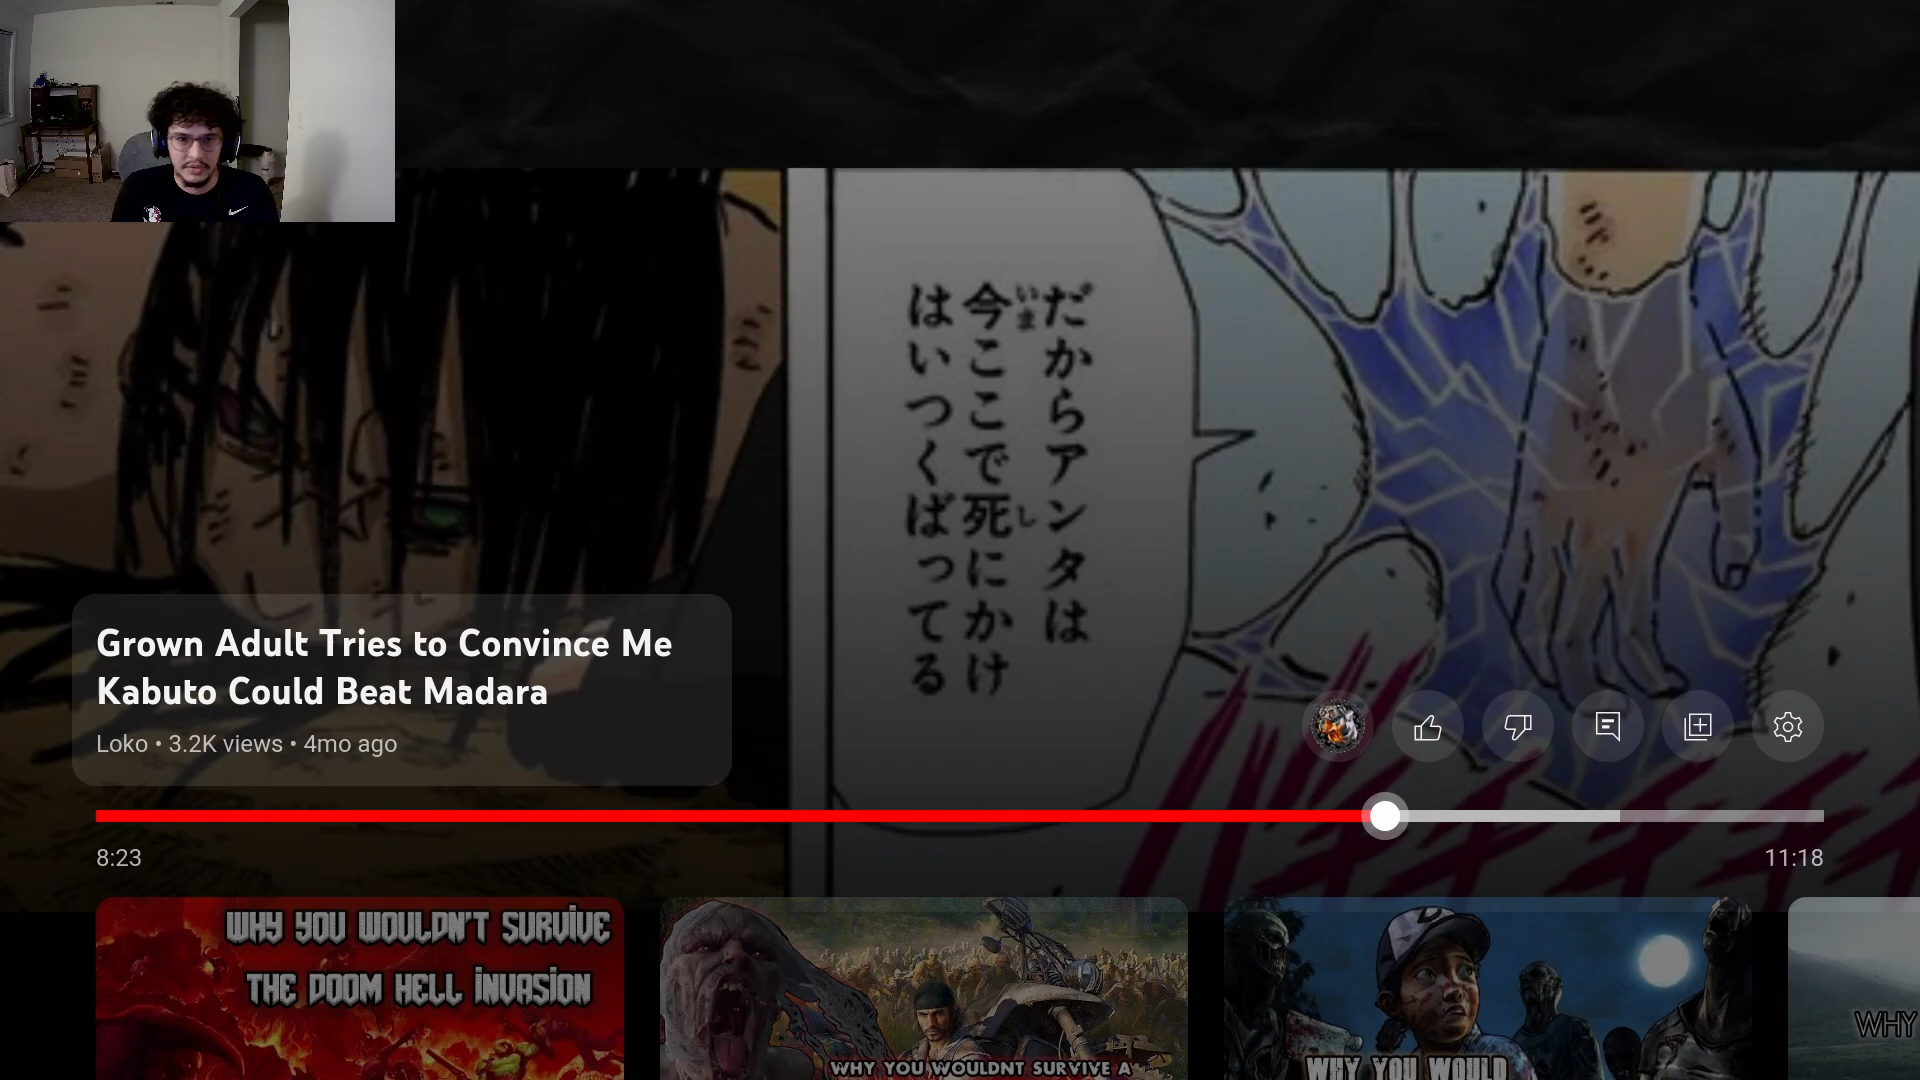 だからアンタは
今ここで死にかけ
はいつくばってる
いま
し
Grown Adult Tries to Convince Me
Kabuto Could Beat Madara
Loko • 3.2K views • 4mo ago
8:23
11:18
WHY YOU WOULDN'T SURVIVE
THE DOOM HELL INVASION
WHY YOU WOULDNT SURVIVE A
WHY YOU WOULD
WHY